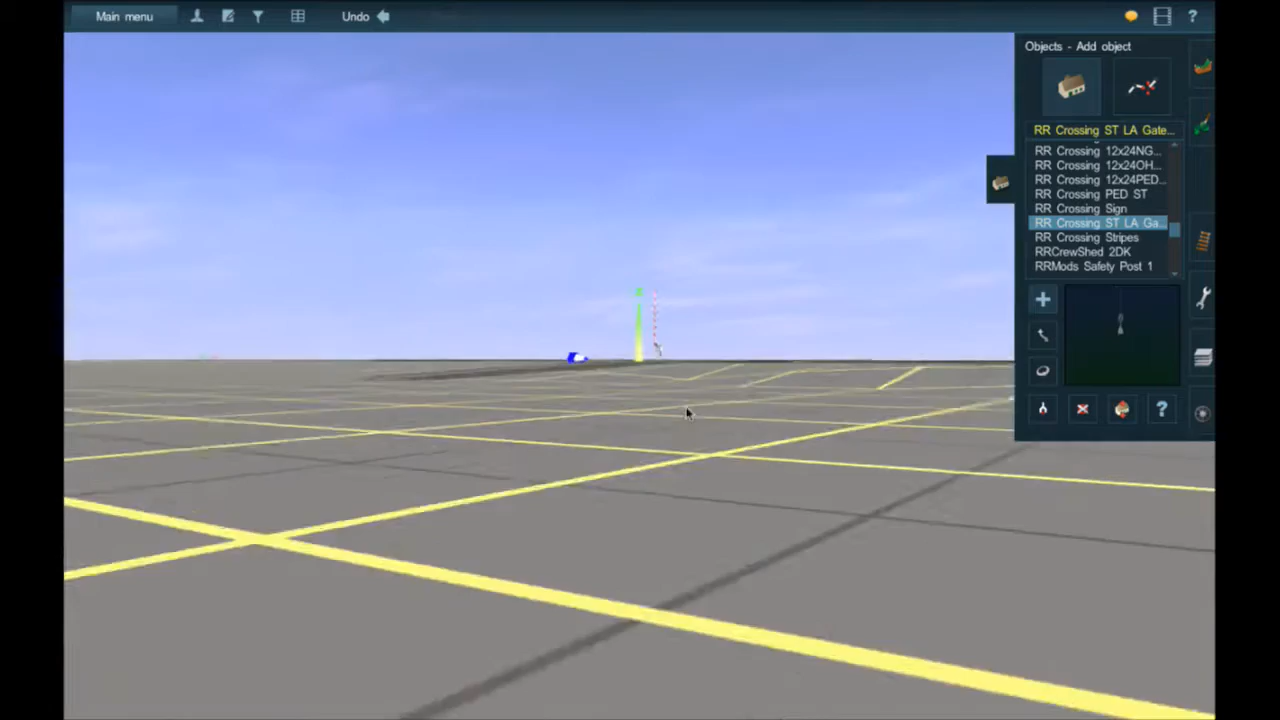 Main menu
Undo
?
Objects - Add object
RR Crossing ST LA Gate...
RR Crossing 12x24NG...
RR Crossing 12x24OH...
RR Crossing 12x24PED...
RR Crossing PED ST
RR Crossing Sign
RR Crossing ST LA Ga...
RR Crossing Stripes
RRCrewShed 2DK
RRMods Safety Post 1
?